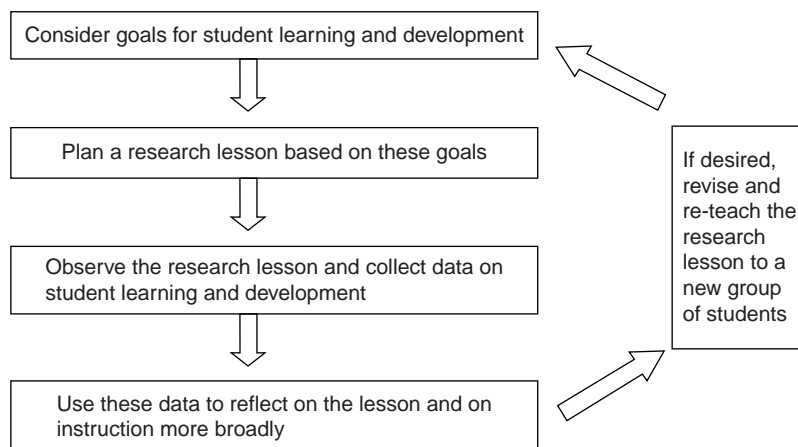 Consider goals for student learning and development
Plan a research lesson based on these goals
Observe the research lesson and collect data on
student learning and development
Use these data to reflect on the lesson and on
instruction more broadly
If desired,
revise and
re-teach the
research
lesson to a
new group
of students